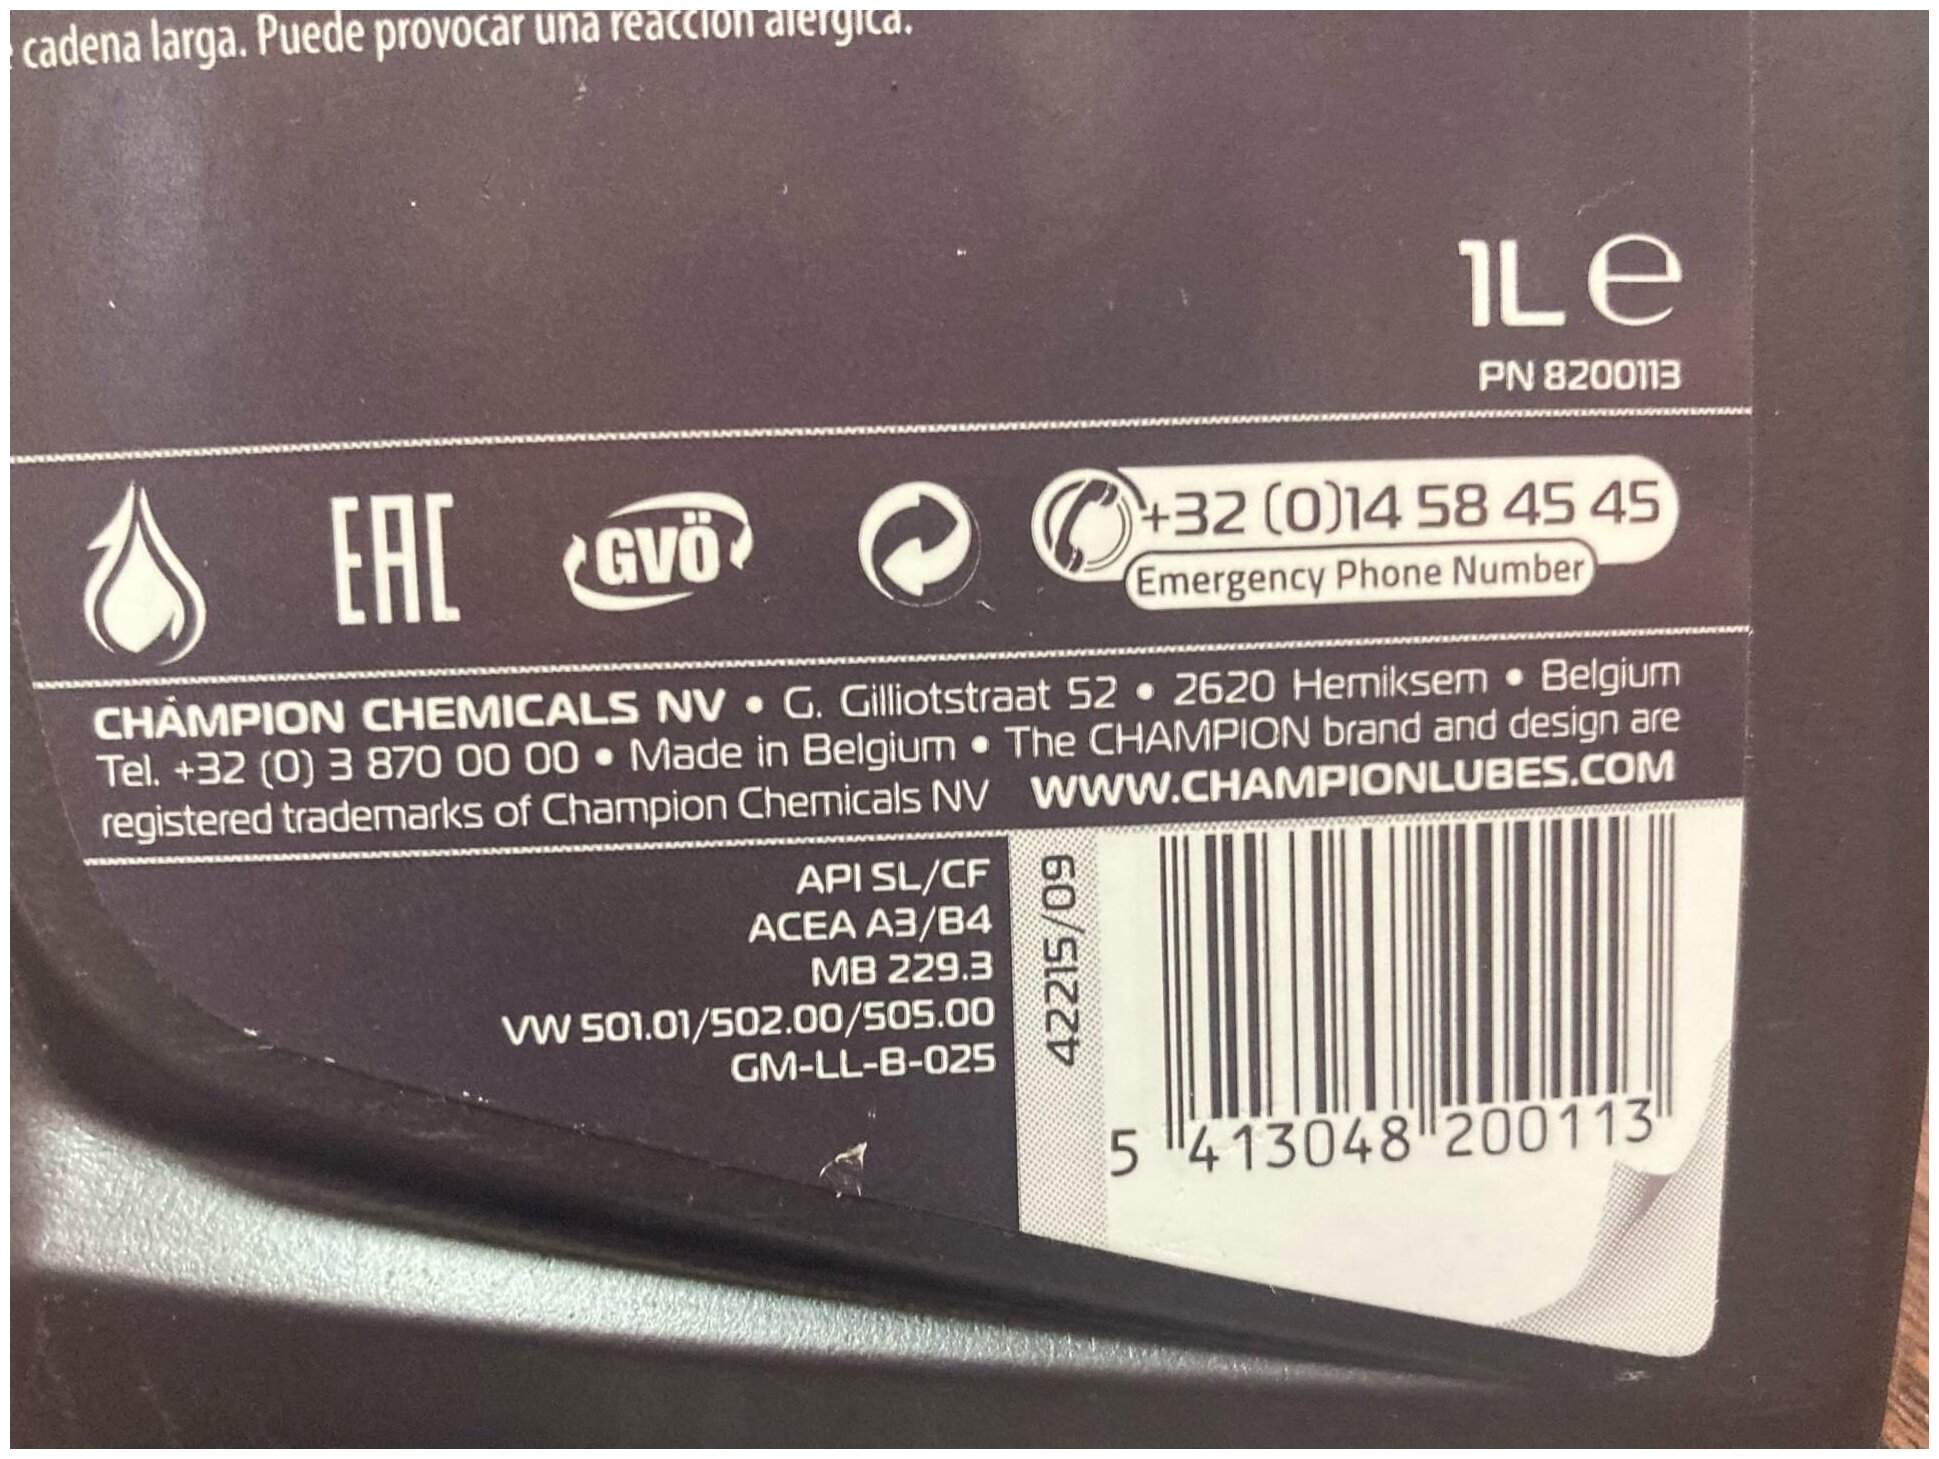 cadena larga. Puede provocar una reacción alérgica.
1L e
PN 8200113
EAC
GVÖ
+32 (0)14 58 45 45
Emergency Phone Number
CHAMPION CHEMICALS NV • G. Gilliotstraat 52 • 2620 Hemiksem • Belgium
Tel. +32 (0) 3 870 00 00 • Made in Belgium • The CHAMPION brand and design are
registered trademarks of Champion Chemicals NV WWW.CHAMPIONLUBES.COM
API SL/CF
ACEA A3/B4
MB 229.3
VW 501.01/502.00/505.00
GM-LL-B-025
42215/09
5 413048 200113